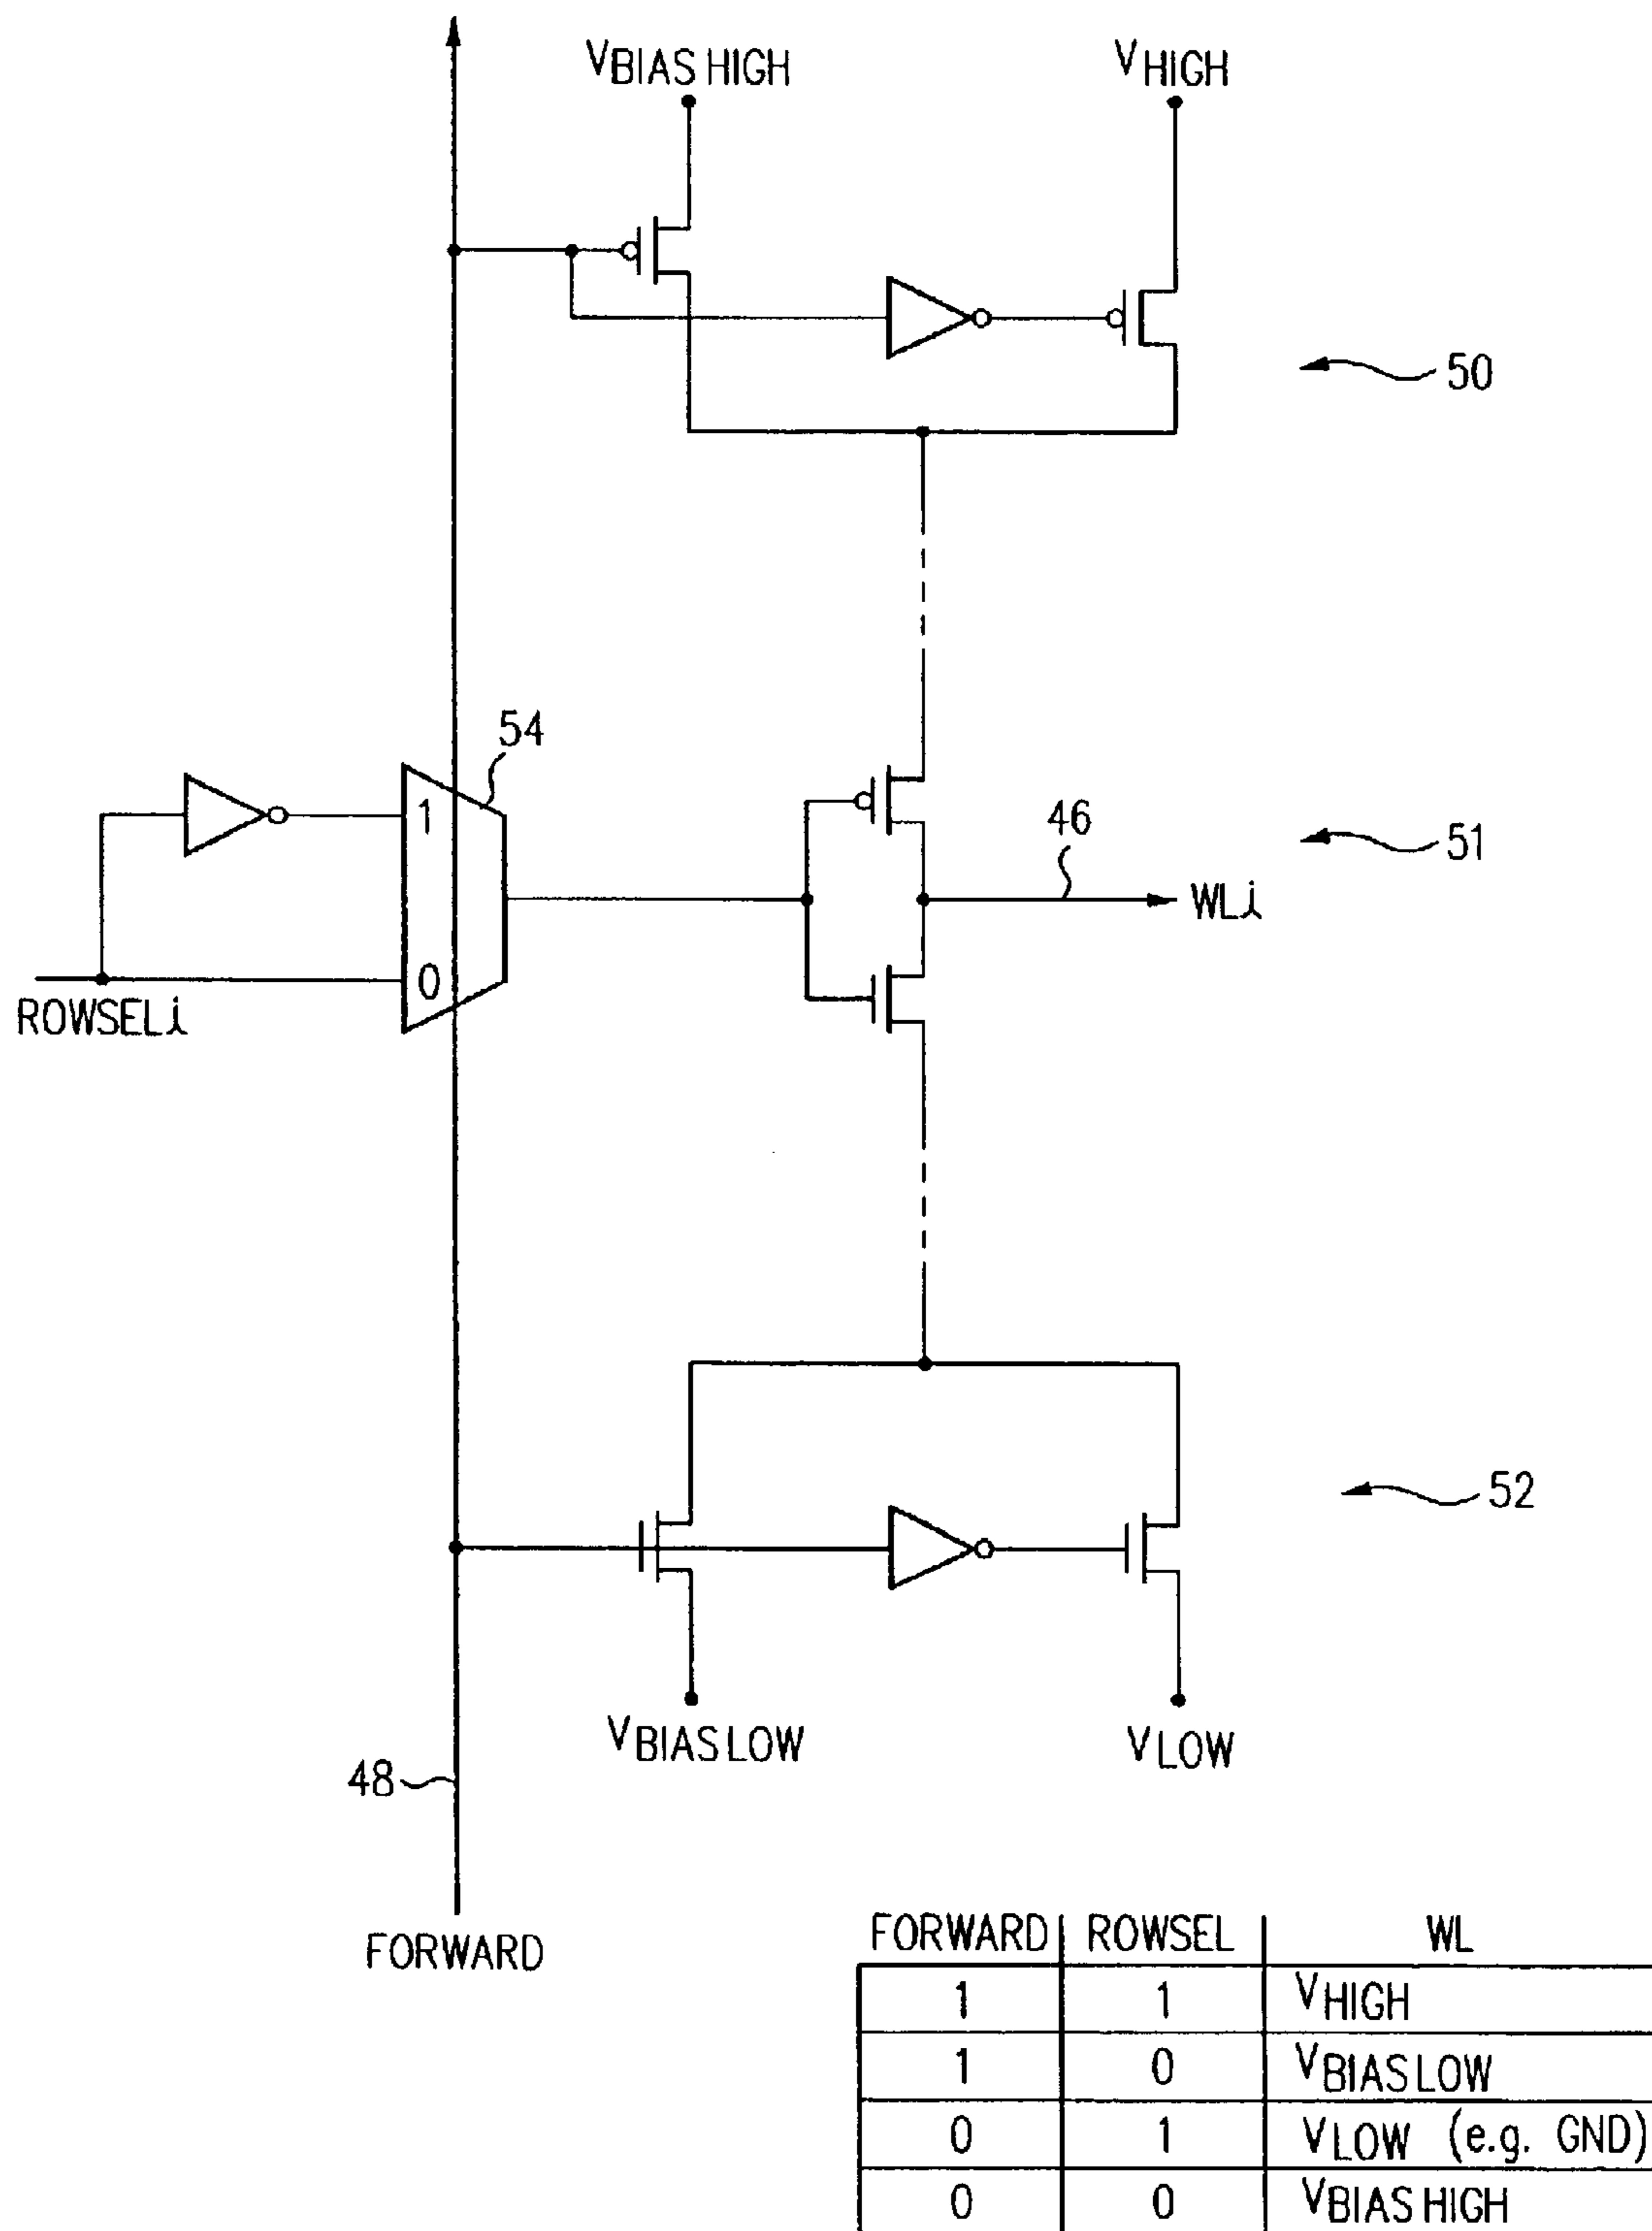 VBIAS HIGH
VHIGH
50
54
1
46
51
WLi
0
ROWSELi
52
VBIAS LOW
VLOW
48
FORWARD
FORWARD ROWSEL WL
1 1 VHIGH
1 0 VBIAS LOW
0 1 VLOW (e.g. GND)
0 0 VBIAS HIGH